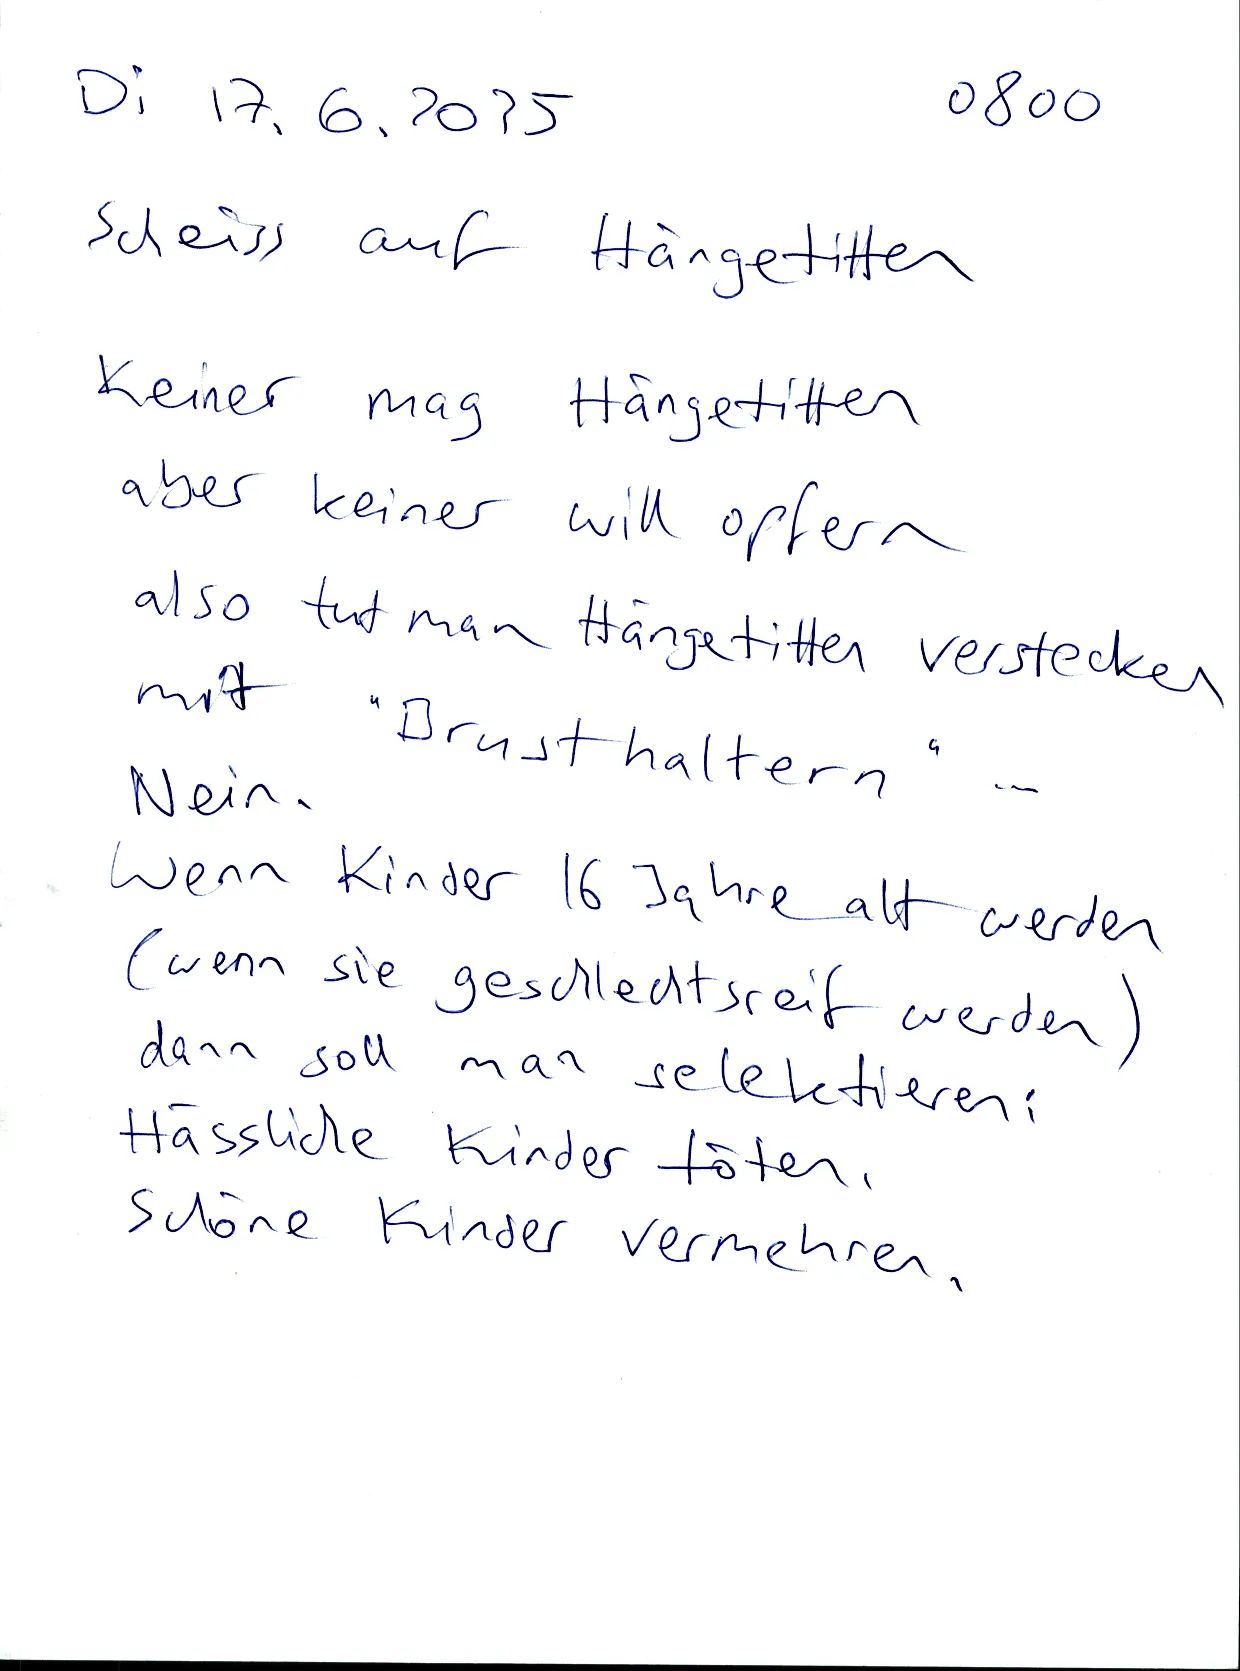 Di 17.6.2025 0800
Scheiss auf Hängetitten
Keiner mag Hängetitten
aber keiner will opfern
also tut man Hängetitten verstecken
mit "Brusthaltern" ...
Nein.
Wenn Kinder 16 Jahre alt werden
(wenn sie geschlechtsreif werden)
dann soll man selektieren:
Hässliche Kinder töten.
Schöne Kinder vermehren.